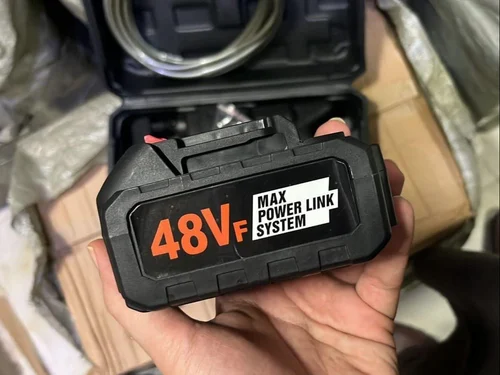 48VF
MAX
POWER LINK
SYSTEM